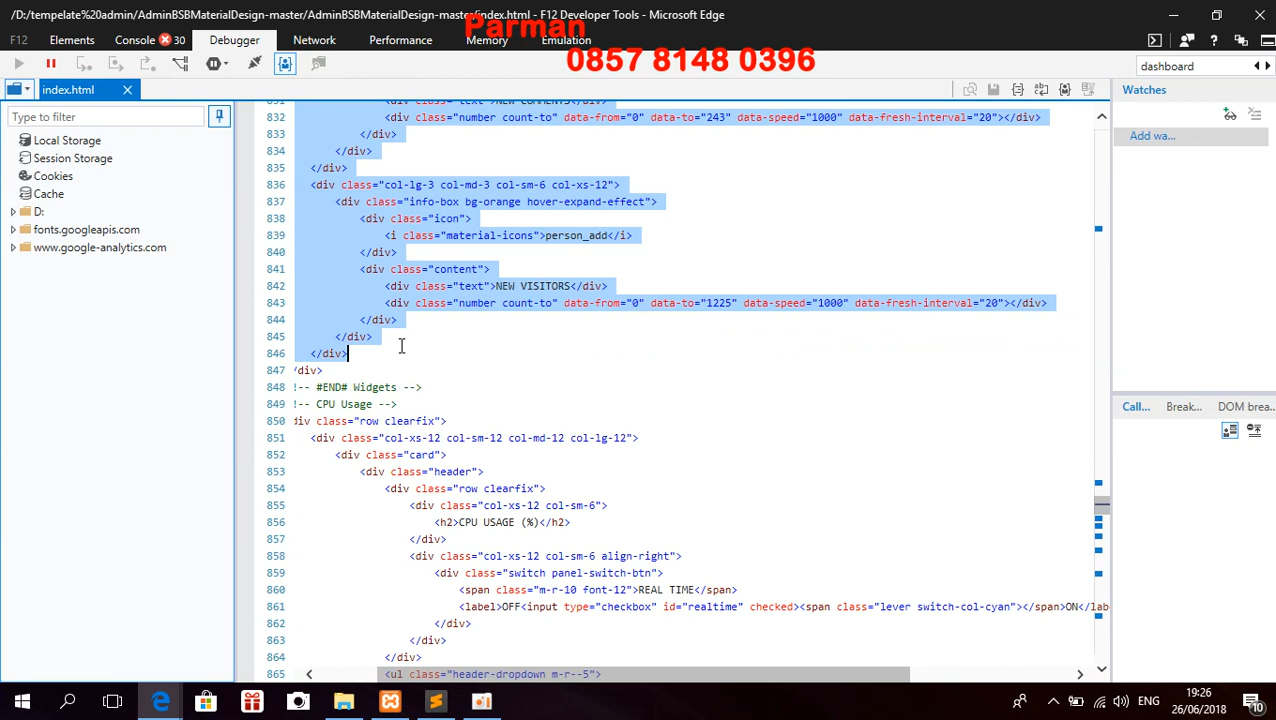 /D:/template%20admin/AdminBSBMaterialDesign-master/AdminBSBMaterialDesign-master/index.html - F12 Developer Tools - Microsoft Edge
Parman
0857 8148 0396
F12 Elements Console 30 Debugger Network Performance Memory Emulation
dashboard
index.html
Watches
Type to filter
Add wa...
Local Storage
Session Storage
Cookies
Cache
D:
fonts.googleapis.com
www.google-analytics.com
<div class="text">NEW COMMENTS</div>
832 <div class="number count-to" data-from="0" data-to="243" data-speed="1000" data-fresh-interval="20"></div>
833 </div>
834 </div>
835 </div>
836 <div class="col-lg-3 col-md-3 col-sm-6 col-xs-12">
837 <div class="info-box bg-orange hover-expand-effect">
838 <div class="icon">
839 <i class="material-icons">person_add</i>
840 </div>
841 <div class="content">
842 <div class="text">NEW VISITORS</div>
843 <div class="number count-to" data-from="0" data-to="1225" data-speed="1000" data-fresh-interval="20"></div>
844 </div>
845 </div>
846 </div>
847 /div>
848 !-- #END# Widgets -->
849 !-- CPU Usage -->
850 iv class="row clearfix">
851 <div class="col-xs-12 col-sm-12 col-md-12 col-lg-12">
852 <div class="card">
853 <div class="header">
854 <div class="row clearfix">
855 <div class="col-xs-12 col-sm-6">
856 <h2>CPU USAGE (%)</h2>
857 </div>
858 <div class="col-xs-12 col-sm-6 align-right">
859 <div class="switch panel-switch-btn">
860 <span class="m-r-10 font-12">REAL TIME</span>
861 <label>OFF<input type="checkbox" id="realtime" checked><span class="lever switch-col-cyan"></span>ON</lab
862 </div>
863 </div>
864 </div>
865 <ul class="header-dropdown m-r--5">
Call... Break... DOM brea...
ENG
19:26
26/06/2018
10